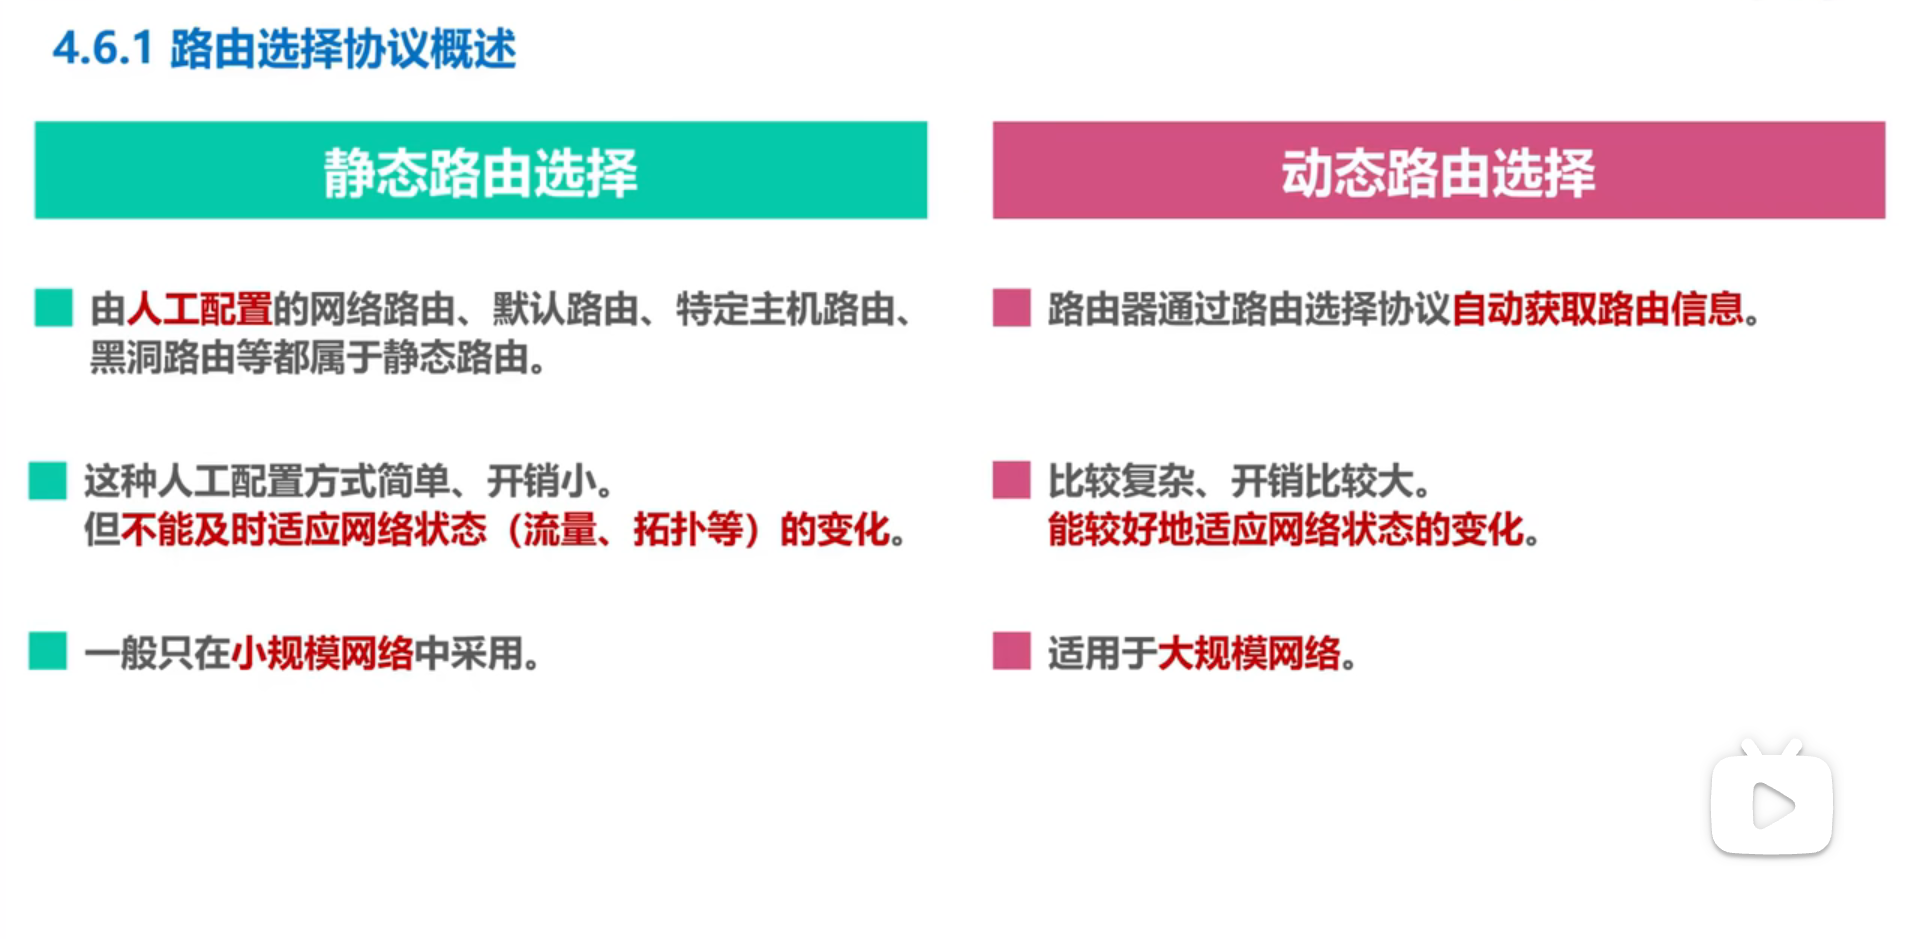 4.6.1 路由选择协议概述
静态路由选择
由人工配置的网络路由、默认路由、特定主机路由、
黑洞路由等都属于静态路由。
这种人工配置方式简单、开销小。
但不能及时适应网络状态（流量、拓扑等）的变化。
一般只在小规模网络中采用。
动态路由选择
路由器通过路由选择协议自动获取路由信息。
比较复杂、开销比较大。
能较好地适应网络状态的变化。
适用于大规模网络。